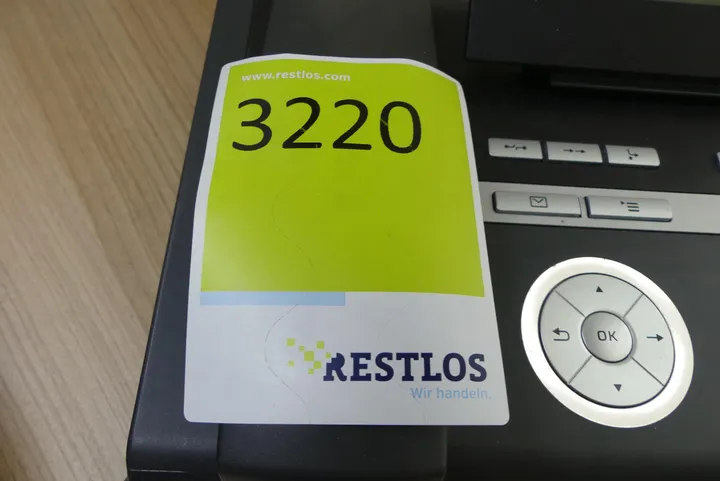 www.restlos.com
3220
RESTLOS
Wir handeln.
OK